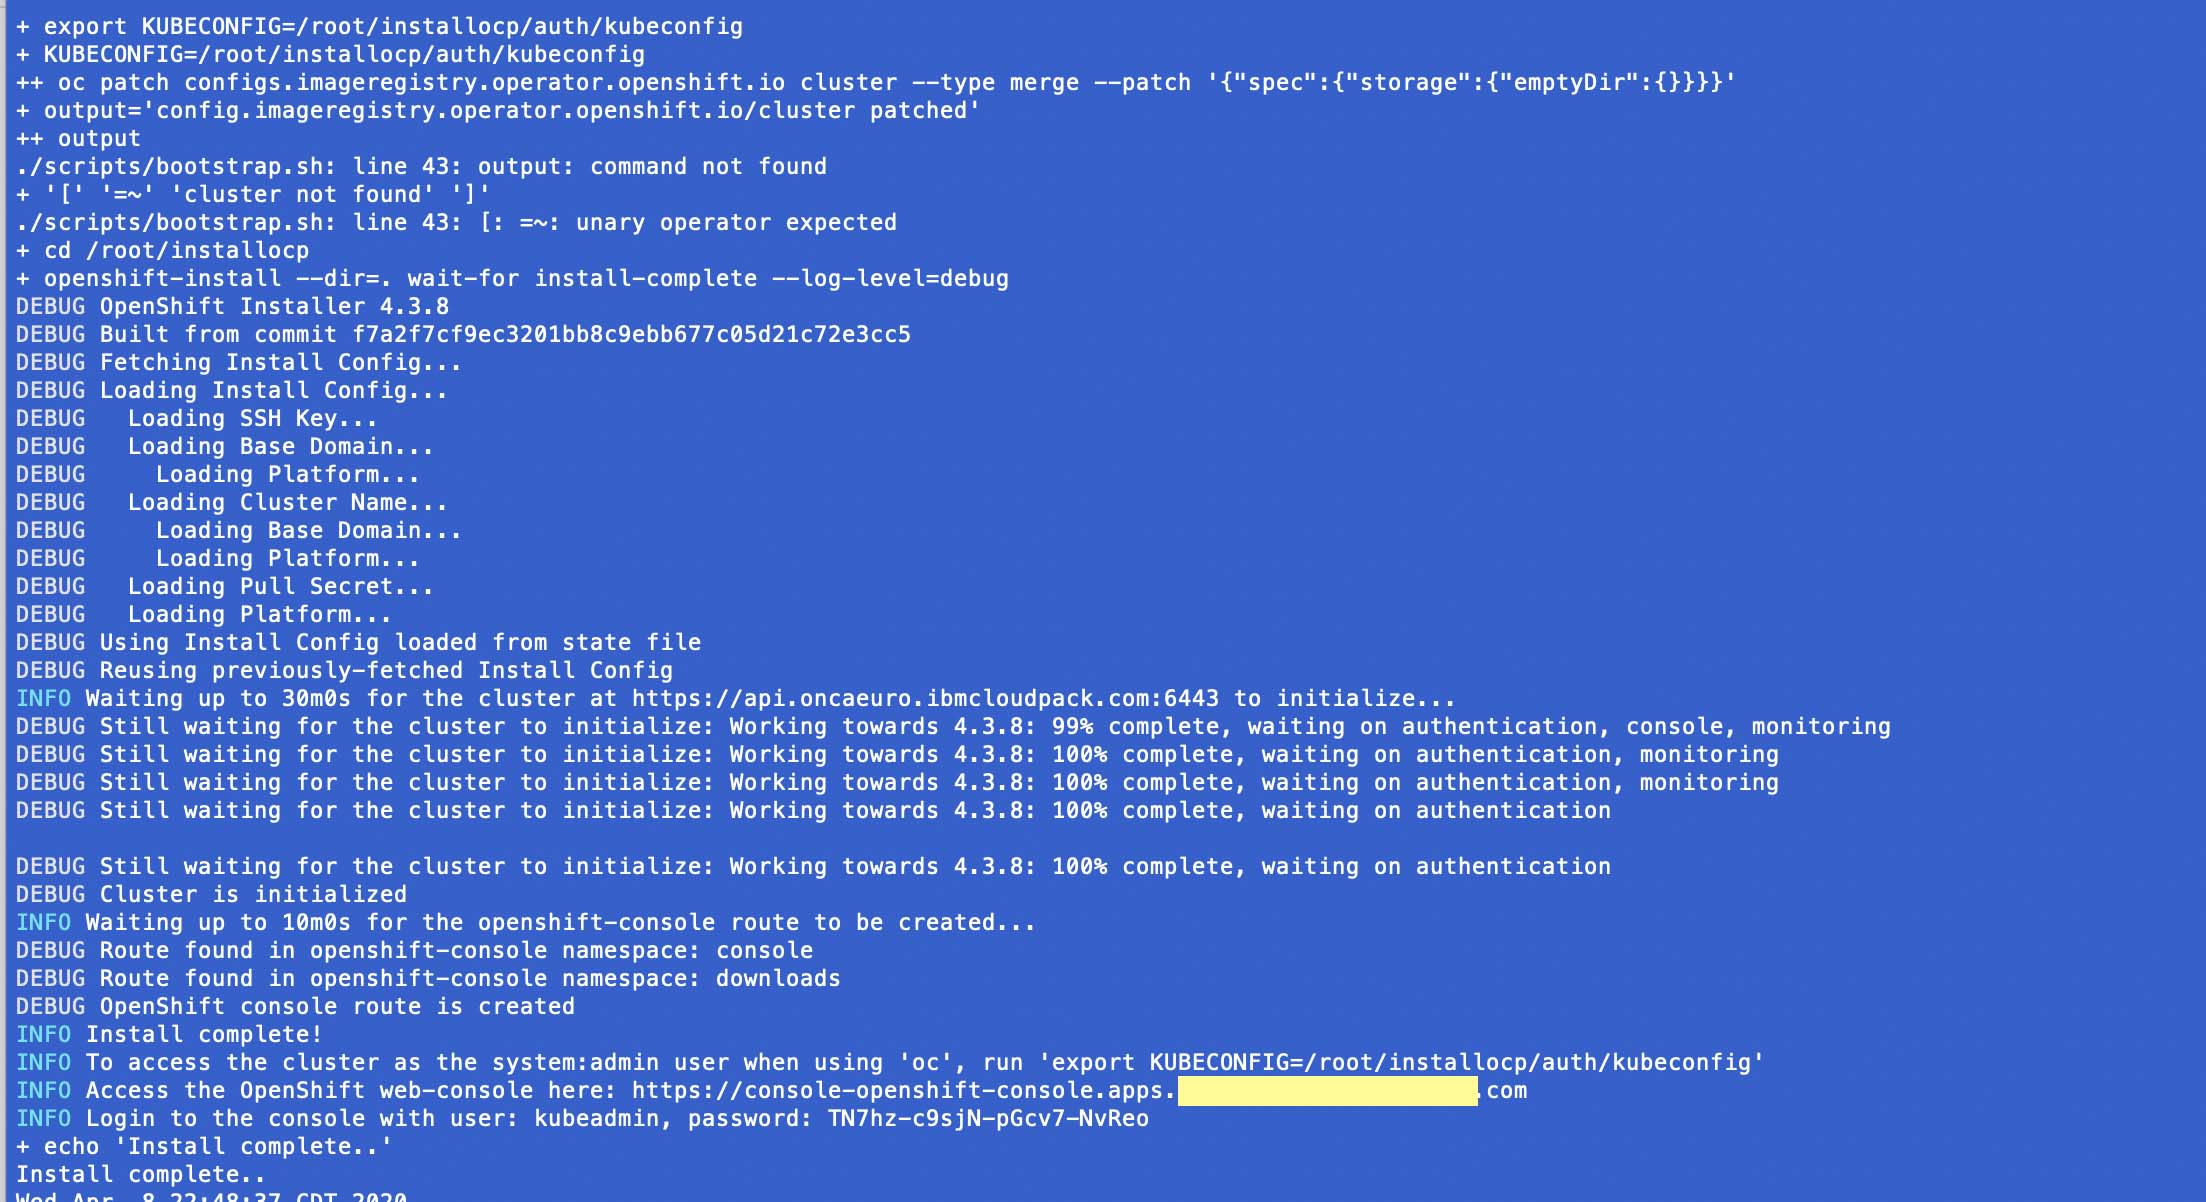 + export KUBECONFIG=/root/installocp/auth/kubeconfig
+ KUBECONFIG=/root/installocp/auth/kubeconfig
++ oc patch configs.imageregistry.operator.openshift.io cluster --type merge --patch '{"spec":{"storage":{"emptyDir":{}}}}'
+ output='config.imageregistry.operator.openshift.io/cluster patched'
++ output
./scripts/bootstrap.sh: line 43: output: command not found
+ '[' '=~' 'cluster not found' ']'
./scripts/bootstrap.sh: line 43: [: =~: unary operator expected
+ cd /root/installocp
+ openshift-install --dir=. wait-for install-complete --log-level=debug
DEBUG OpenShift Installer 4.3.8
DEBUG Built from commit f7a2f7cf9ec3201bb8c9ebb677c05d21c72e3cc5
DEBUG Fetching Install Config...
DEBUG Loading Install Config...
DEBUG   Loading SSH Key...
DEBUG   Loading Base Domain...
DEBUG     Loading Platform...
DEBUG   Loading Cluster Name...
DEBUG     Loading Base Domain...
DEBUG     Loading Platform...
DEBUG   Loading Pull Secret...
DEBUG   Loading Platform...
DEBUG Using Install Config loaded from state file
DEBUG Reusing previously-fetched Install Config
INFO Waiting up to 30m0s for the cluster at https://api.oncaeuro.ibmcloudpack.com:6443 to initialize...
DEBUG Still waiting for the cluster to initialize: Working towards 4.3.8: 99% complete, waiting on authentication, console, monitoring
DEBUG Still waiting for the cluster to initialize: Working towards 4.3.8: 100% complete, waiting on authentication, monitoring
DEBUG Still waiting for the cluster to initialize: Working towards 4.3.8: 100% complete, waiting on authentication, monitoring
DEBUG Still waiting for the cluster to initialize: Working towards 4.3.8: 100% complete, waiting on authentication
DEBUG Still waiting for the cluster to initialize: Working towards 4.3.8: 100% complete, waiting on authentication
DEBUG Cluster is initialized
INFO Waiting up to 10m0s for the openshift-console route to be created...
DEBUG Route found in openshift-console namespace: console
DEBUG Route found in openshift-console namespace: downloads
DEBUG OpenShift console route is created
INFO Install complete!
INFO To access the cluster as the system:admin user when using 'oc', run 'export KUBECONFIG=/root/installocp/auth/kubeconfig'
INFO Access the OpenShift web-console here: https://console-openshift-console.apps. .com
INFO Login to the console with user: kubeadmin, password: TN7hz-c9sjN-pGcv7-NvReo
+ echo 'Install complete..'
Install complete..
Wed Apr  8 22:48:37 CDT 2020